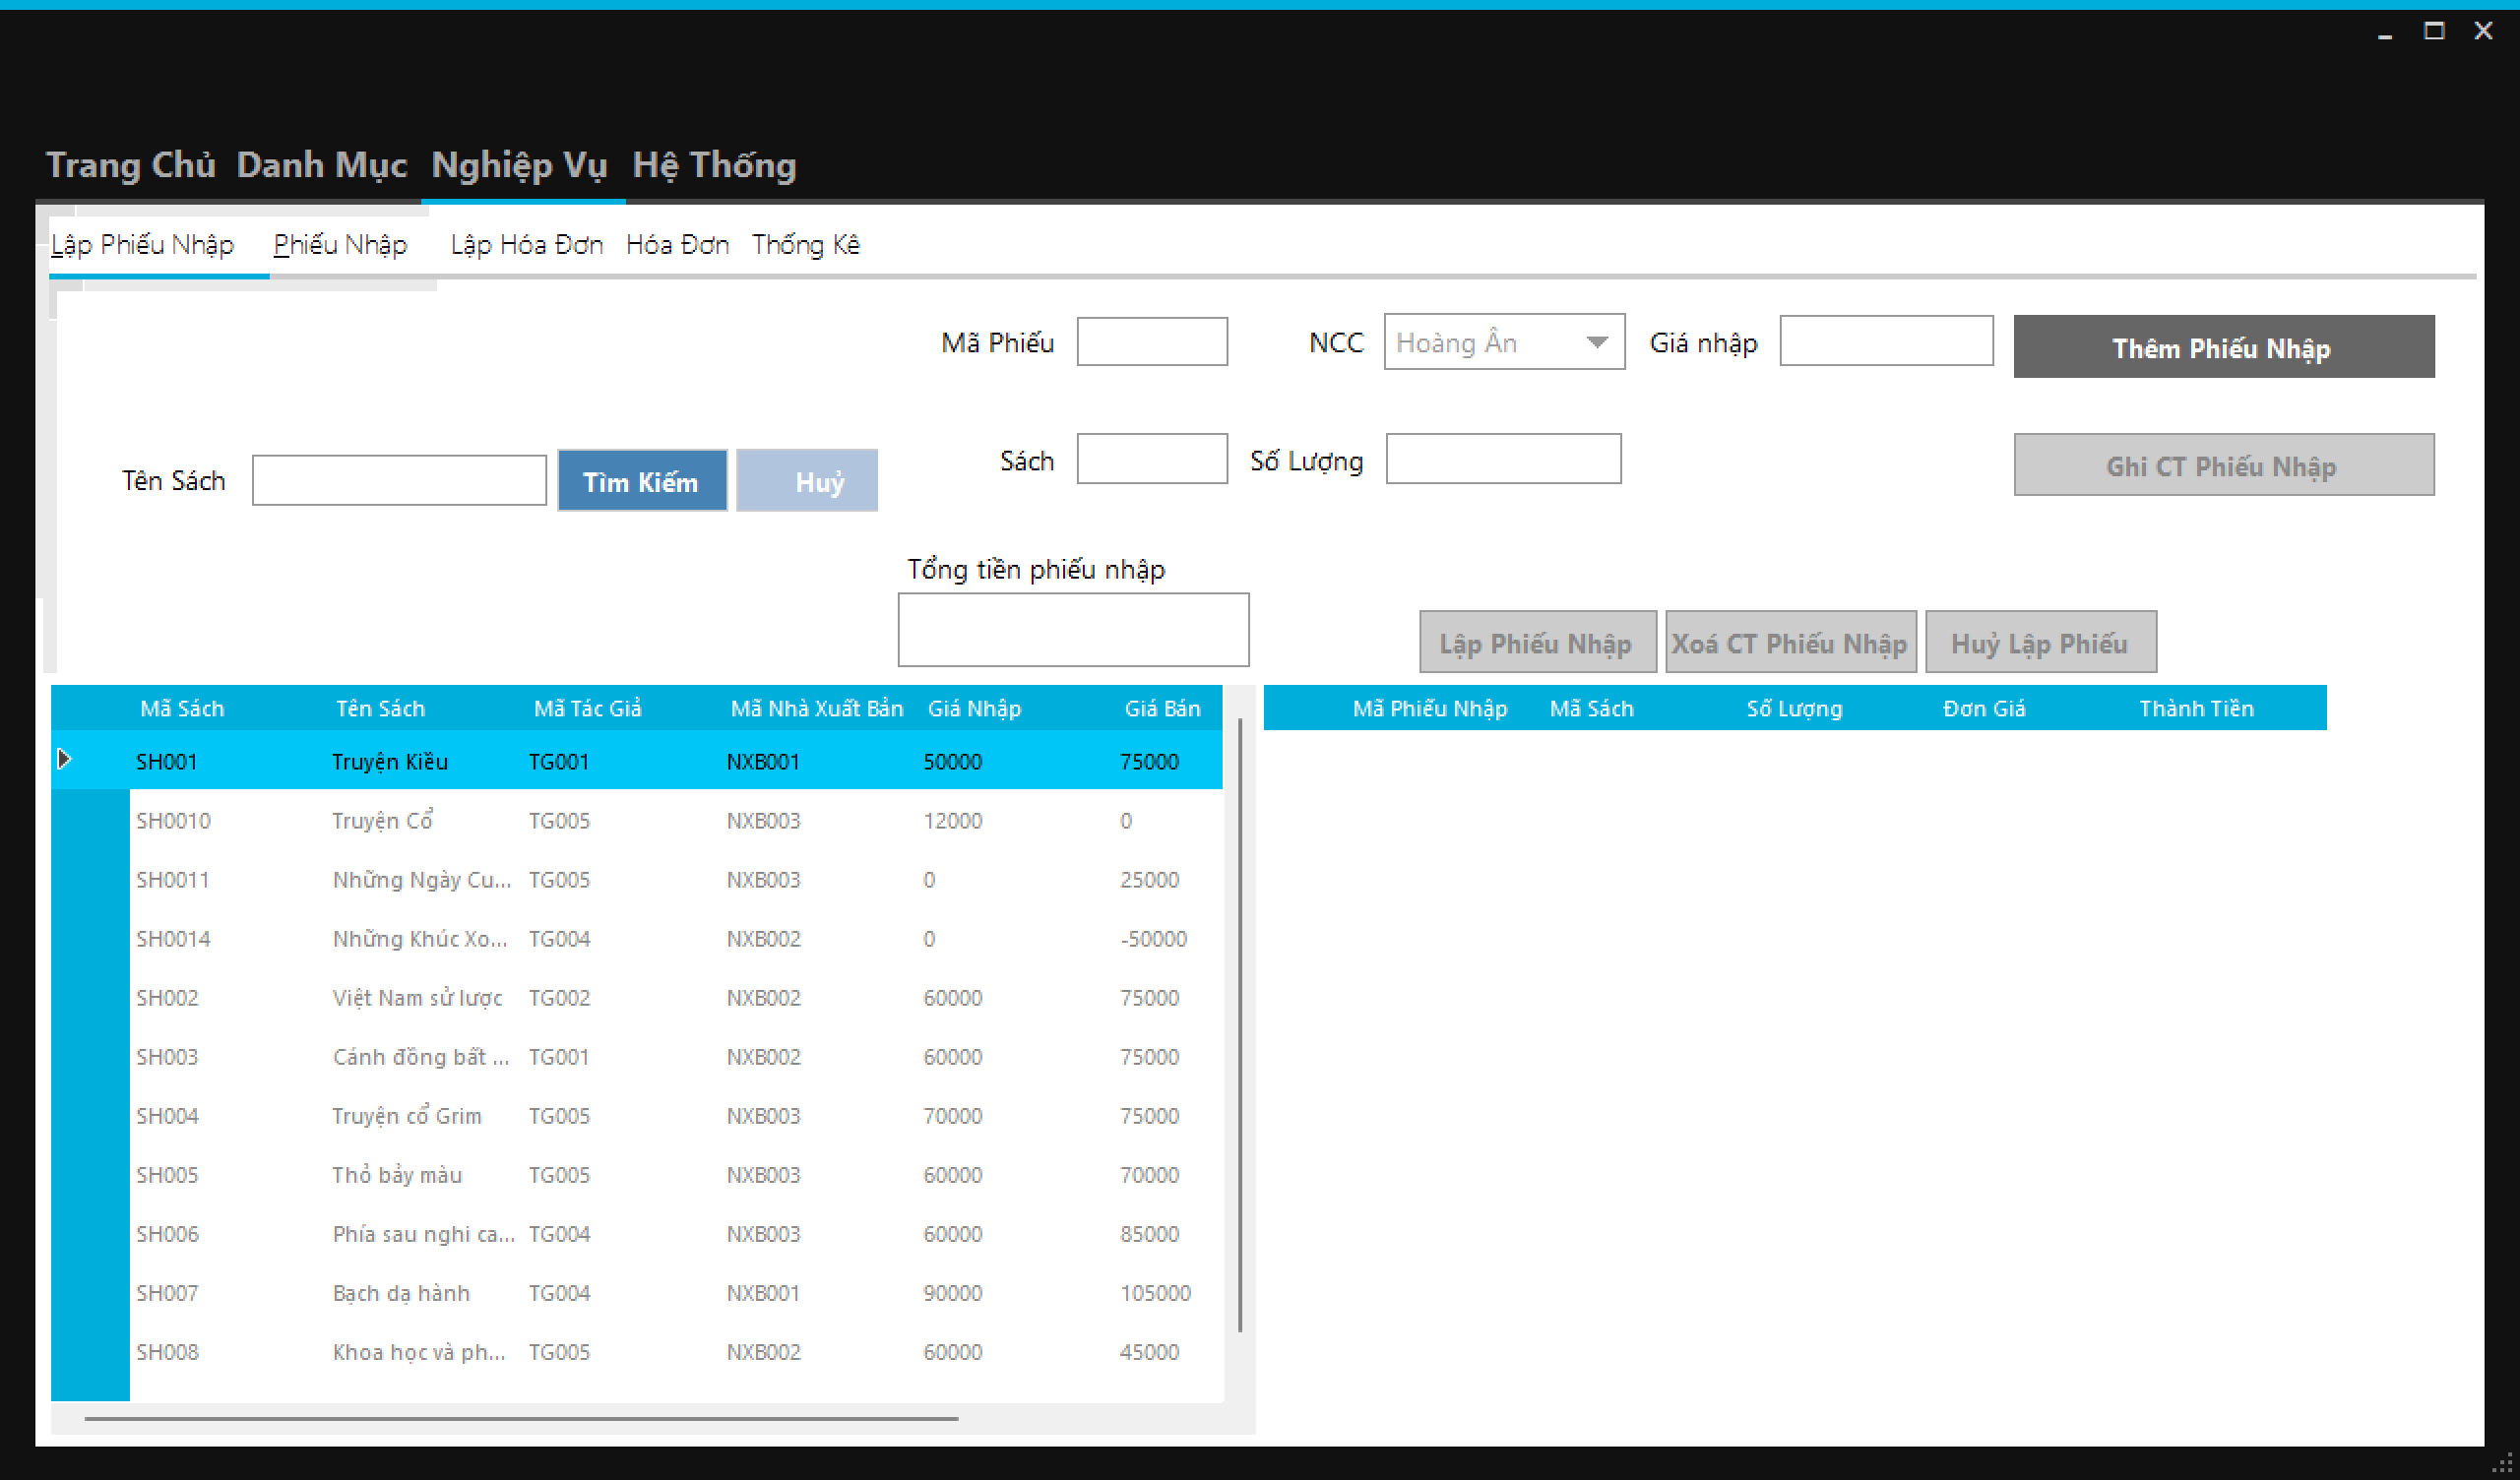 Trang Chủ Danh Mục Nghiệp Vụ Hệ Thống
Lập Phiếu Nhập Phiếu Nhập Lập Hóa Đơn Hóa Đơn Thống Kê
Mã Phiếu NCC Hoàng Ân Giá nhập Thêm Phiếu Nhập
Sách Số Lượng Ghi CT Phiếu Nhập
Tên Sách Tìm Kiếm Huỷ
Tổng tiền phiếu nhập
Lập Phiếu Nhập Xoá CT Phiếu Nhập Huỷ Lập Phiếu
Mã Sách Tên Sách Mã Tác Giả Mã Nhà Xuất Bản Giá Nhập Giá Bán
SH001 Truyện Kiều TG001 NXB001 50000 75000
SH0010 Truyện Cổ TG005 NXB003 12000 0
SH0011 Những Ngày Cu... TG005 NXB003 0 25000
SH0014 Những Khúc Xo... TG004 NXB002 0 -50000
SH002 Việt Nam sử lược TG002 NXB002 60000 75000
SH003 Cánh đồng bất ... TG001 NXB002 60000 75000
SH004 Truyện cổ Grim TG005 NXB003 70000 75000
SH005 Thỏ bẩy màu TG005 NXB003 60000 70000
SH006 Phía sau nghi ca... TG004 NXB003 60000 85000
SH007 Bạch dạ hành TG004 NXB001 90000 105000
SH008 Khoa học và ph... TG005 NXB002 60000 45000
Mã Phiếu Nhập Mã Sách Số Lượng Đơn Giá Thành Tiền